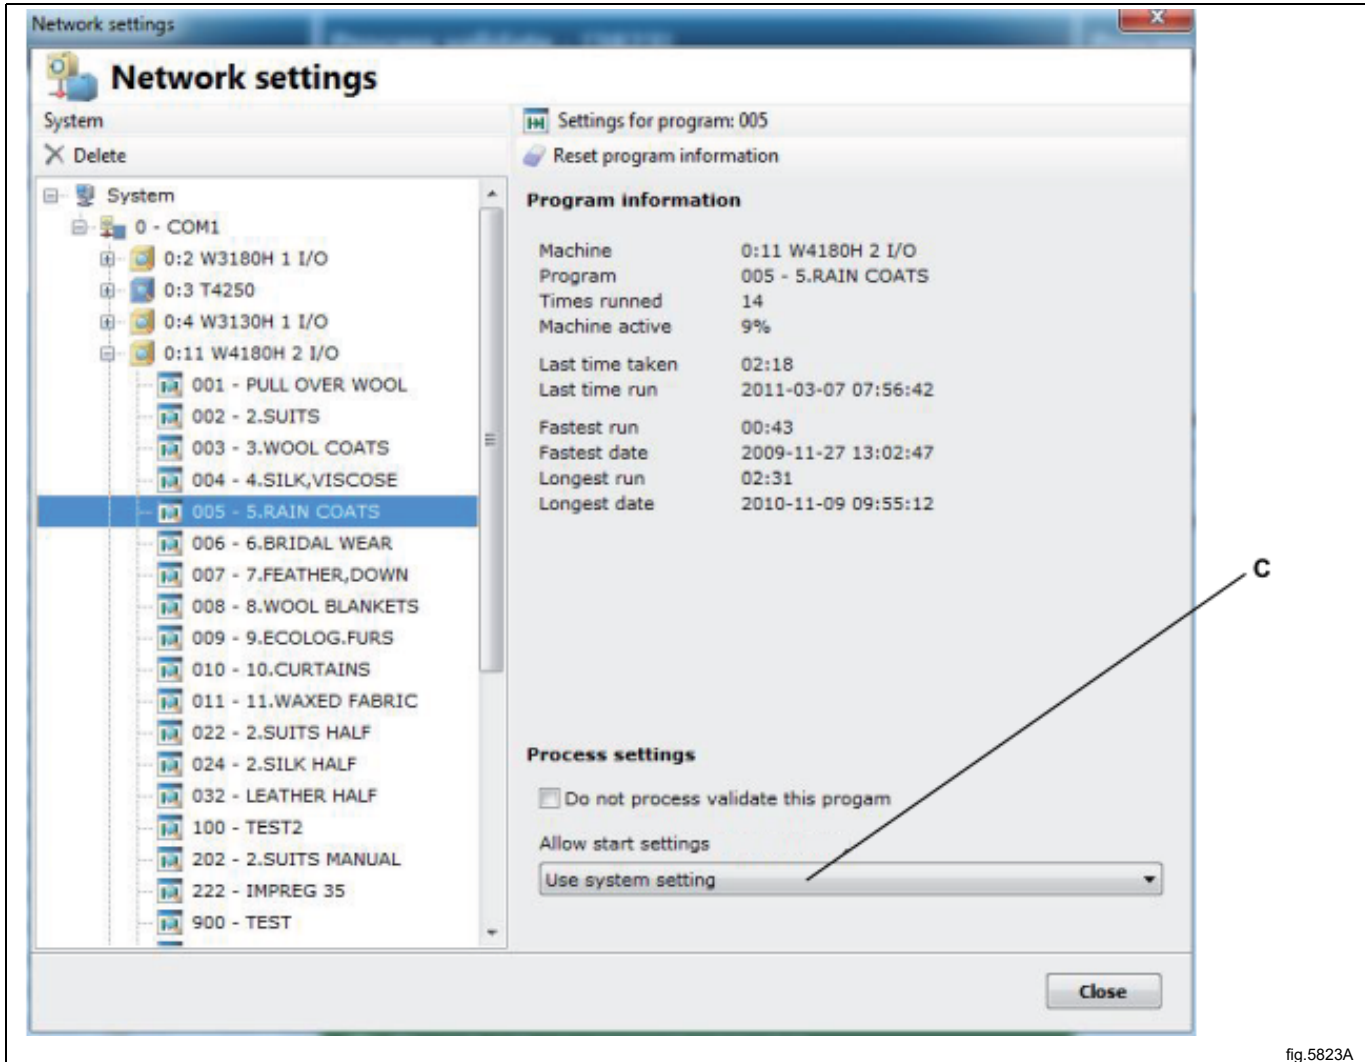 Network settings
Network settings
System
Delete
System
0 - COM1
0:2 W3180H 1 I/O
0:3 T4250
0:4 W3130H 1 I/O
0:11 W4180H 2 I/O
001 - PULL OVER WOOL
002 - 2.SUITS
003 - 3.WOOL COATS
004 - 4.SILK,VISCOSE
005 - 5.RAIN COATS
006 - 6.BRIDAL WEAR
007 - 7.FEATHER,DOWN
008 - 8.WOOL BLANKETS
009 - 9.ECOLOG.FURS
010 - 10.CURTAINS
011 - 11.WAXED FABRIC
022 - 2.SUITS HALF
024 - 2.SILK HALF
032 - LEATHER HALF
100 - TEST2
202 - 2.SUITS MANUAL
222 - IMPREG 35
900 - TEST
Settings for program: 005
Reset program information
Program information
Machine 0:11 W4180H 2 I/O
Program 005 - 5.RAIN COATS
Times runned 14
Machine active 9%
Last time taken 02:18
Last time run 2011-03-07 07:56:42
Fastest run 00:43
Fastest date 2009-11-27 13:02:47
Longest run 02:31
Longest date 2010-11-09 09:55:12
Process settings
Do not process validate this progam
Allow start settings
Use system setting
C
Close
fig.5823A